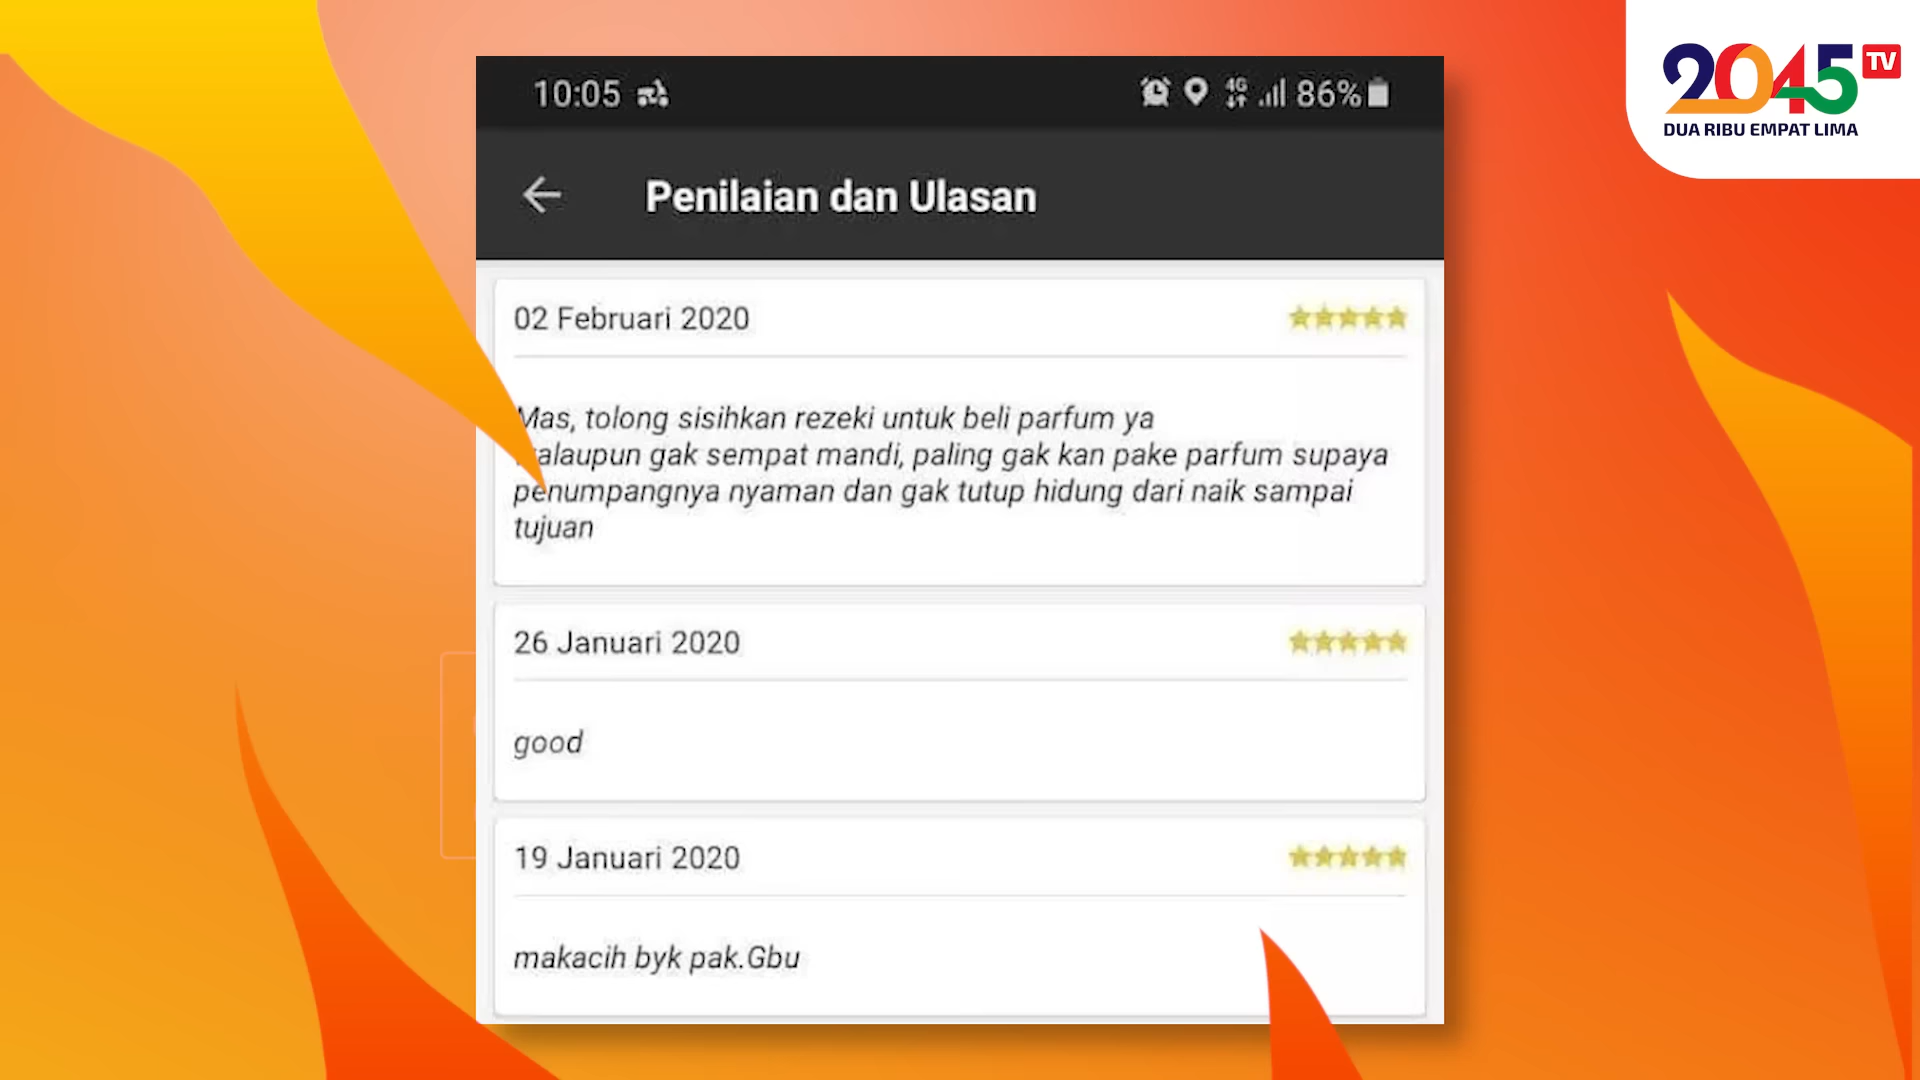 10:05
4G
86%
2045 TV
DUA RIBU EMPAT LIMA
Penilaian dan Ulasan
02 Februari 2020
Mas, tolong sisihkan rezeki untuk beli parfum ya
gak sempat mandi, paling gak kan pake parfum supaya
penumpangnya nyaman dan gak tutup hidung dari naik sampai
tujuan
26 Januari 2020
good
19 Januari 2020
makacih byk pak.Gbu